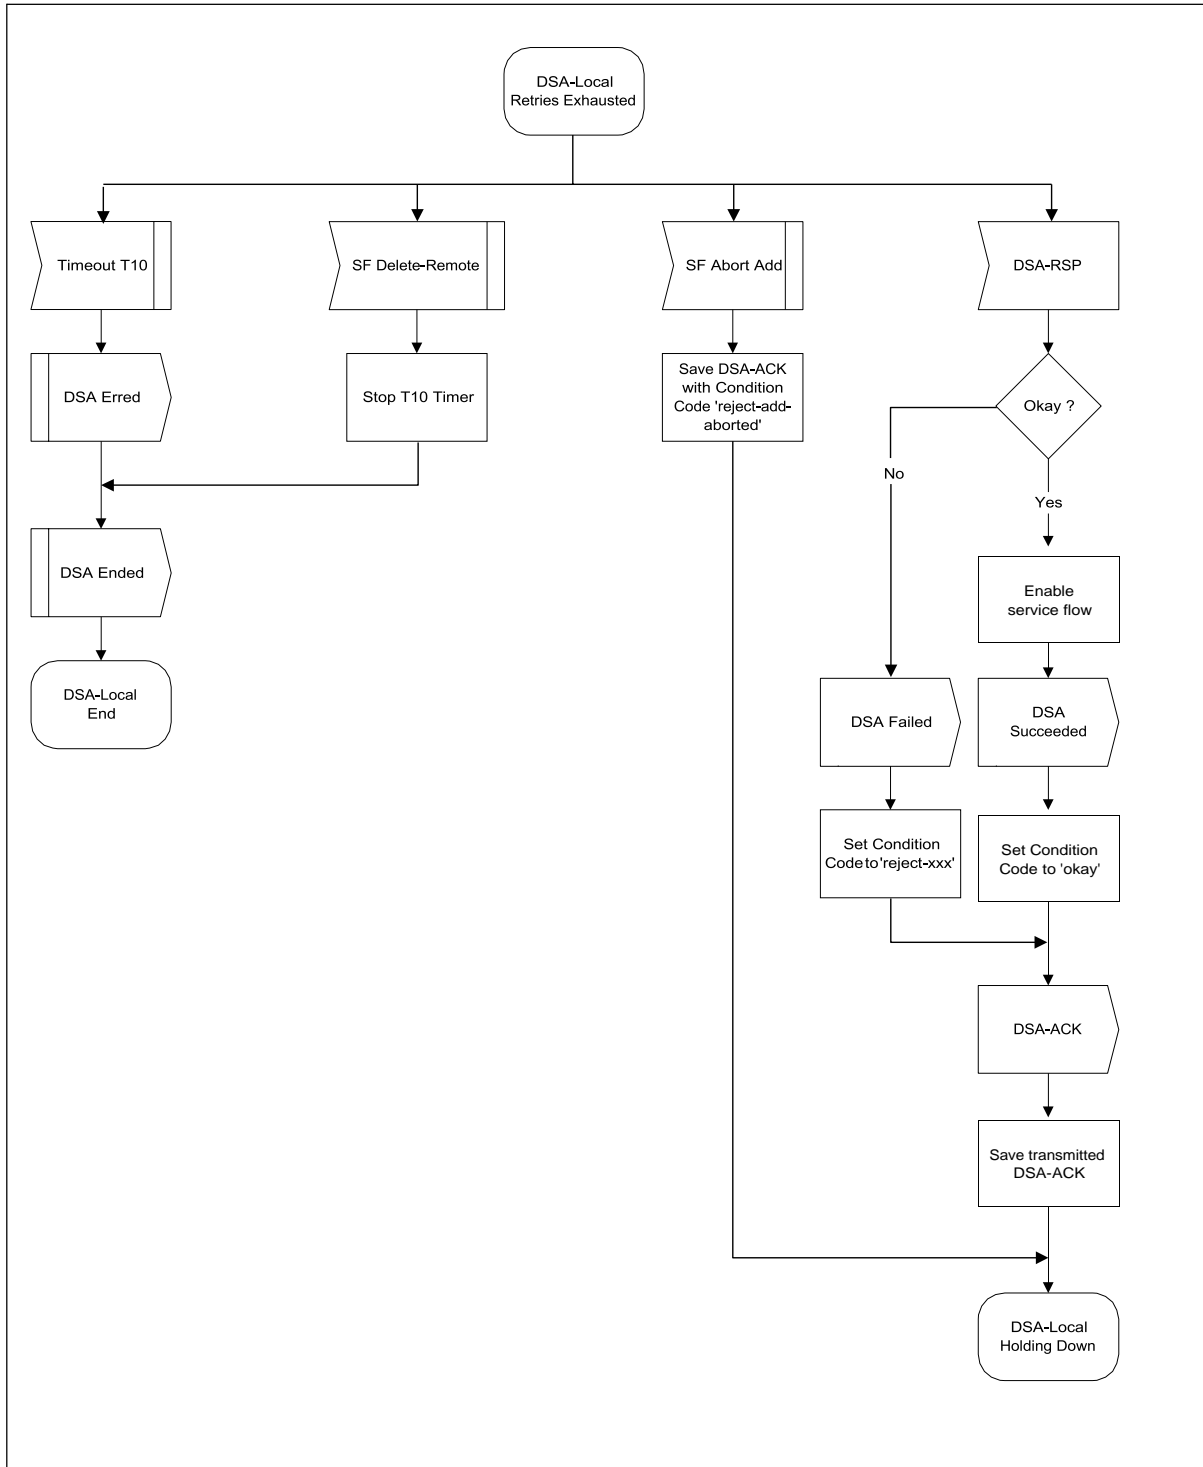 DSA-Local
Retries Exhausted
Timeout T10
SF Delete-Remote
SF Abort Add
DSA-RSP
DSA Erred
Stop T10 Timer
Save DSA-ACK
with Condition
Code 'reject-add-
aborted'
Okay ?
No
Yes
DSA Ended
Enable
service flow
DSA-Local
End
DSA Failed
DSA
Succeeded
Set Condition
Code to 'reject-xxx'
Set Condition
Code to 'okay'
DSA-ACK
Save transmitted
DSA-ACK
DSA-Local
Holding Down